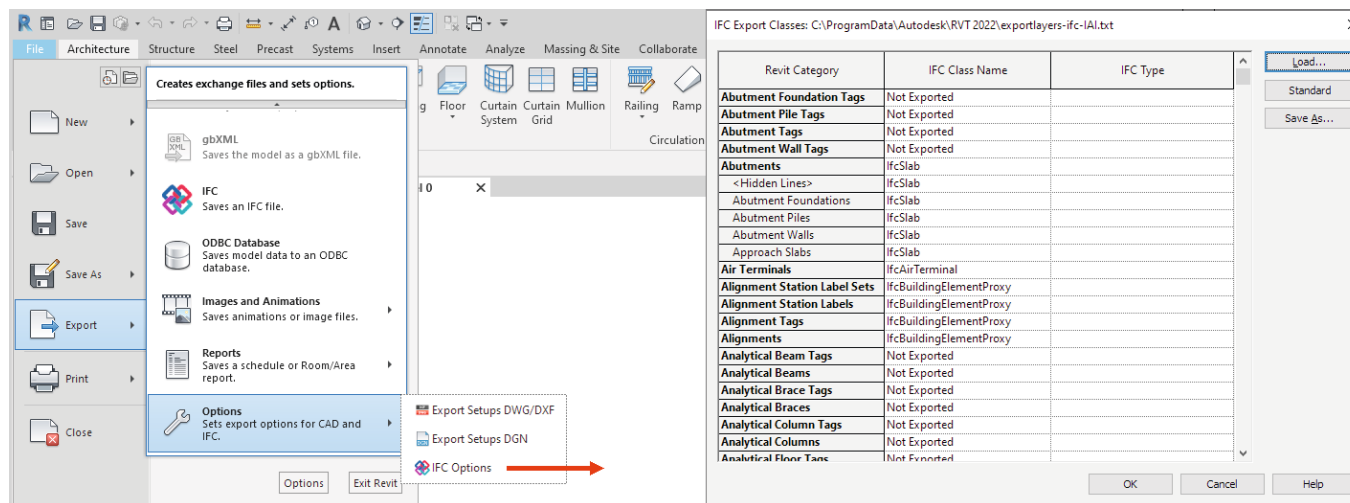 File Architecture Structure Steel Precast Systems Insert Annotate Analyze Massing & Site Collaborate
Creates exchange files and sets options.
New
Open
Save
Save As
Export
Print
Close
gbXML
Saves the model as a gbXML file.
IFC
Saves an IFC file.
ODBC Database
Saves model data to an ODBC
database.
Images and Animations
Saves animations or image files.
Reports
Saves a schedule or Room/Area
report.
Options
Sets export options for CAD and
IFC.
Export Setups DWG/DXF
Export Setups DGN
IFC Options
Options Exit Revit
g Floor Curtain Curtain Mullion Railing Ramp
System Grid
Circulation
l 0
IFC Export Classes: C:\ProgramData\Autodesk\RVT 2022\exportlayers-ifc-IAI.txt
Revit Category IFC Class Name IFC Type
Abutment Foundation Tags Not Exported
Abutment Pile Tags Not Exported
Abutment Tags Not Exported
Abutment Wall Tags Not Exported
Abutments IfcSlab
<Hidden Lines> IfcSlab
Abutment Foundations IfcSlab
Abutment Piles IfcSlab
Abutment Walls IfcSlab
Approach Slabs IfcSlab
Air Terminals IfcAirTerminal
Alignment Station Label Sets IfcBuildingElementProxy
Alignment Station Labels IfcBuildingElementProxy
Alignment Tags IfcBuildingElementProxy
Alignments IfcBuildingElementProxy
Analytical Beam Tags Not Exported
Analytical Beams Not Exported
Analytical Brace Tags Not Exported
Analytical Braces Not Exported
Analytical Column Tags Not Exported
Analytical Columns Not Exported
Analytical Floor Tags Not Exported
Load...
Standard
Save As...
OK Cancel Help